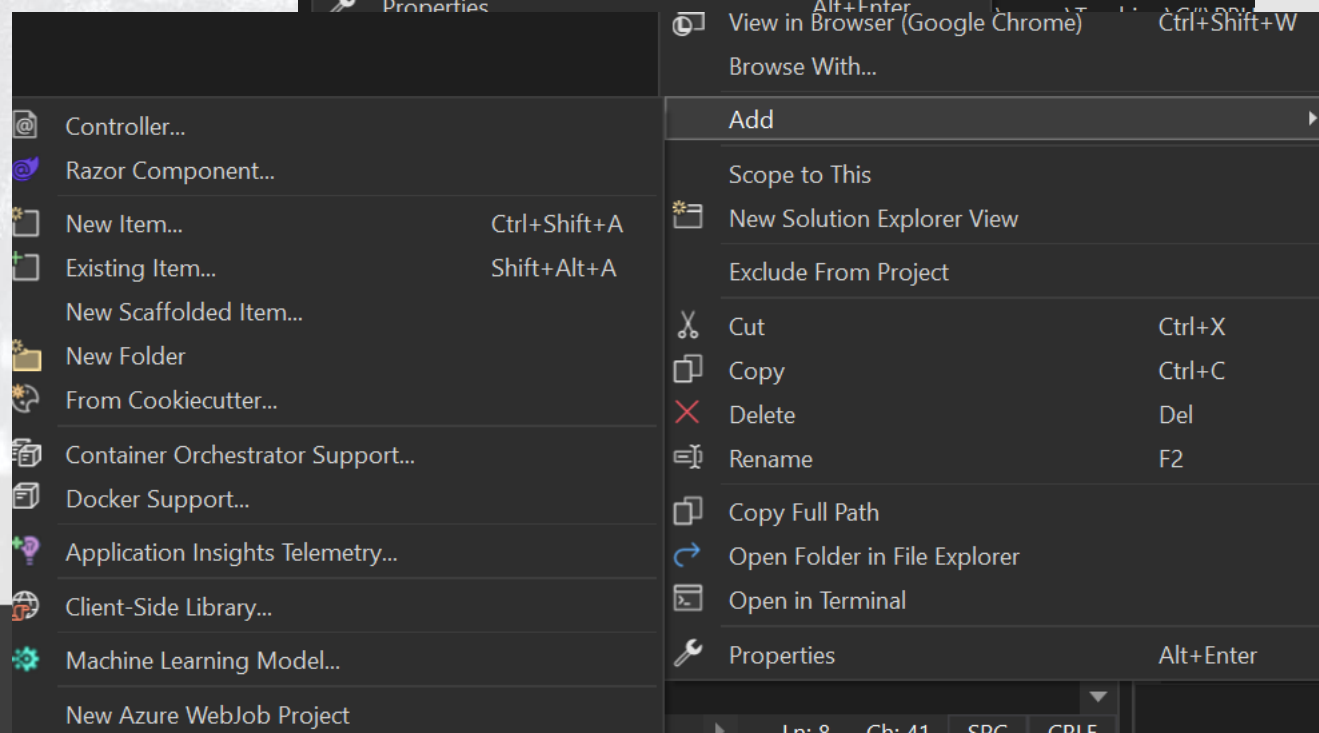 Properties
Alt+Enter
View in Browser (Google Chrome) Ctrl+Shift+W
Browse With...
Add
Scope to This
New Solution Explorer View
Exclude From Project
Cut Ctrl+X
Copy Ctrl+C
Delete Del
Rename F2
Copy Full Path
Open Folder in File Explorer
Open in Terminal
Properties Alt+Enter
Controller...
Razor Component...
New Item... Ctrl+Shift+A
Existing Item... Shift+Alt+A
New Scaffolded Item...
New Folder
From Cookiecutter...
Container Orchestrator Support...
Docker Support...
Application Insights Telemetry...
Client-Side Library...
Machine Learning Model...
New Azure WebJob Project
Ln: 8 Ch: 41 SPC CRLF